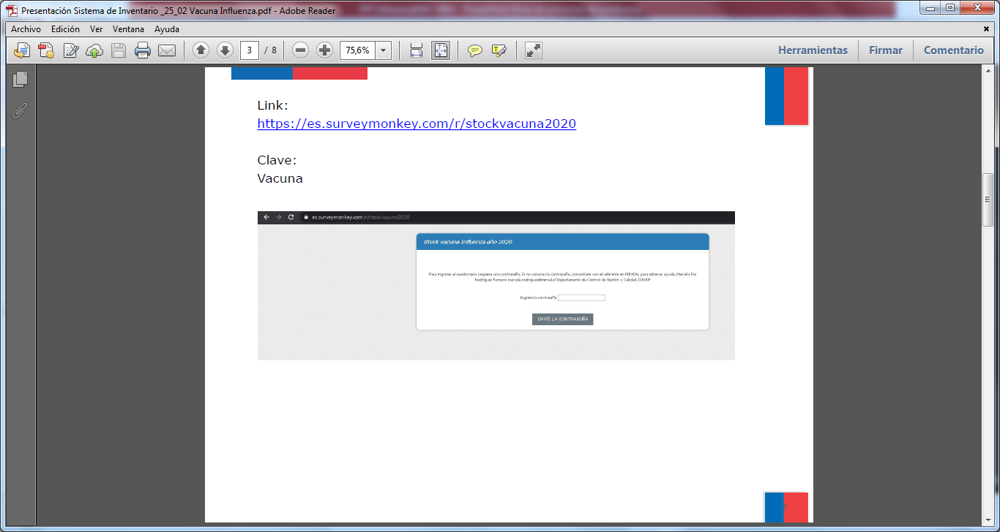 Presentación Sistema de Inventario _25_02 Vacuna Influenza.pdf - Adobe Reader
Archivo Edición Ver Ventana Ayuda
3 / 8 75,6% Herramientas Firmar Comentario
Link:
https://es.surveymonkey.com/r/stockvacuna2020
Clave:
Vacuna
es.surveymonkey.com/r/stockvacuna2020
Stock vacuna Influenza año 2020
Para ingresar el cuestionario requiere una contraseña. Si no conoces la contraseña, comunícate con el referente en MINSAL para obtener ayuda. Marcela Paz
Rodríguez Romero marcela.rodriguez@minsal.cl Departamento de Control de Gestión y Calidad, DIVAP
Ingrese la contraseña
ENVÍE LA CONTRASEÑA
3